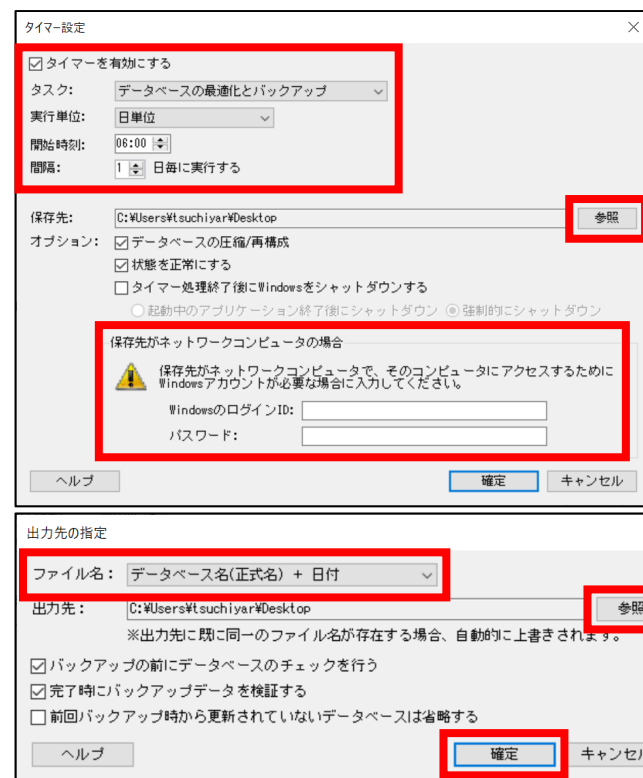 タイマー設定
タイマーを有効にする
タスク: データベースの最適化とバックアップ
実行単位: 日単位
開始時刻: 06:00
間隔: 1 日毎に実行する
保存先: C:¥Users¥tsuchiyar¥Desktop 参照
オプション: データベースの圧縮/再構成
状態を正常にする
タイマー処理終了後にWindowsをシャットダウンする
起動中のアプリケーション終了後にシャットダウン 強制的にシャットダウン
保存先がネットワークコンピュータの場合
保存先がネットワークコンピュータで、そのコンピュータにアクセスするために
Windowsアカウントが必要な場合に入力してください。
WindowsのログインID:
パスワード:
ヘルプ 確定 キャンセル
出力先の指定
ファイル名: データベース名(正式名) + 日付
出力先: C:¥Users¥tsuchiyar¥Desktop 参照
※出力先に既に同一のファイル名が存在する場合、自動的に上書きされます。
バックアップの前にデータベースのチェックを行う
完了時にバックアップデータを検証する
前回バックアップ時から更新されていないデータベースは省略する
ヘルプ 確定 キャンセル